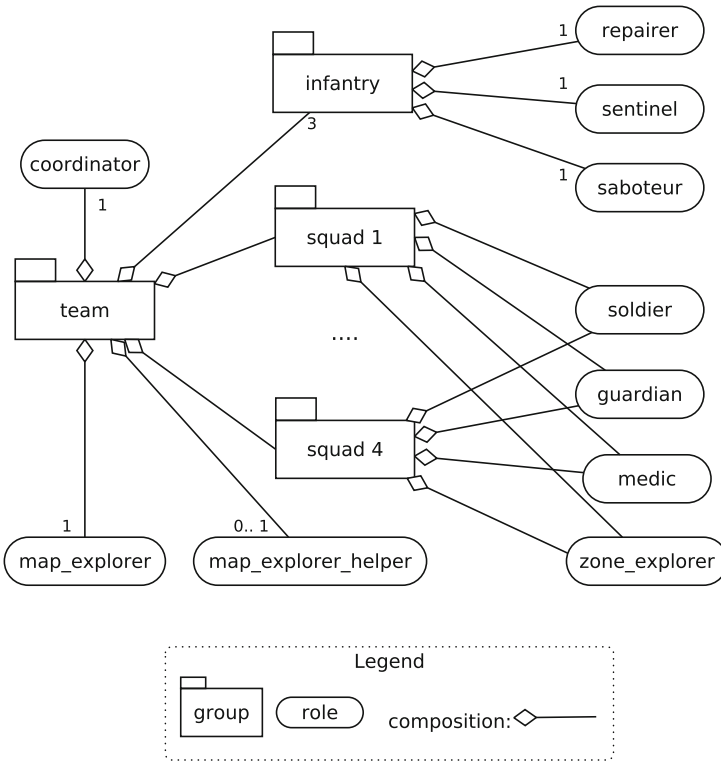 repairer
1
infantry
1
sentinel
3
coordinator
1
saboteur
1
squad 1
team
soldier
....
guardian
squad 4
medic
1
0.. 1
map_explorer
map_explorer_helper
zone_explorer
Legend
group
role
composition: